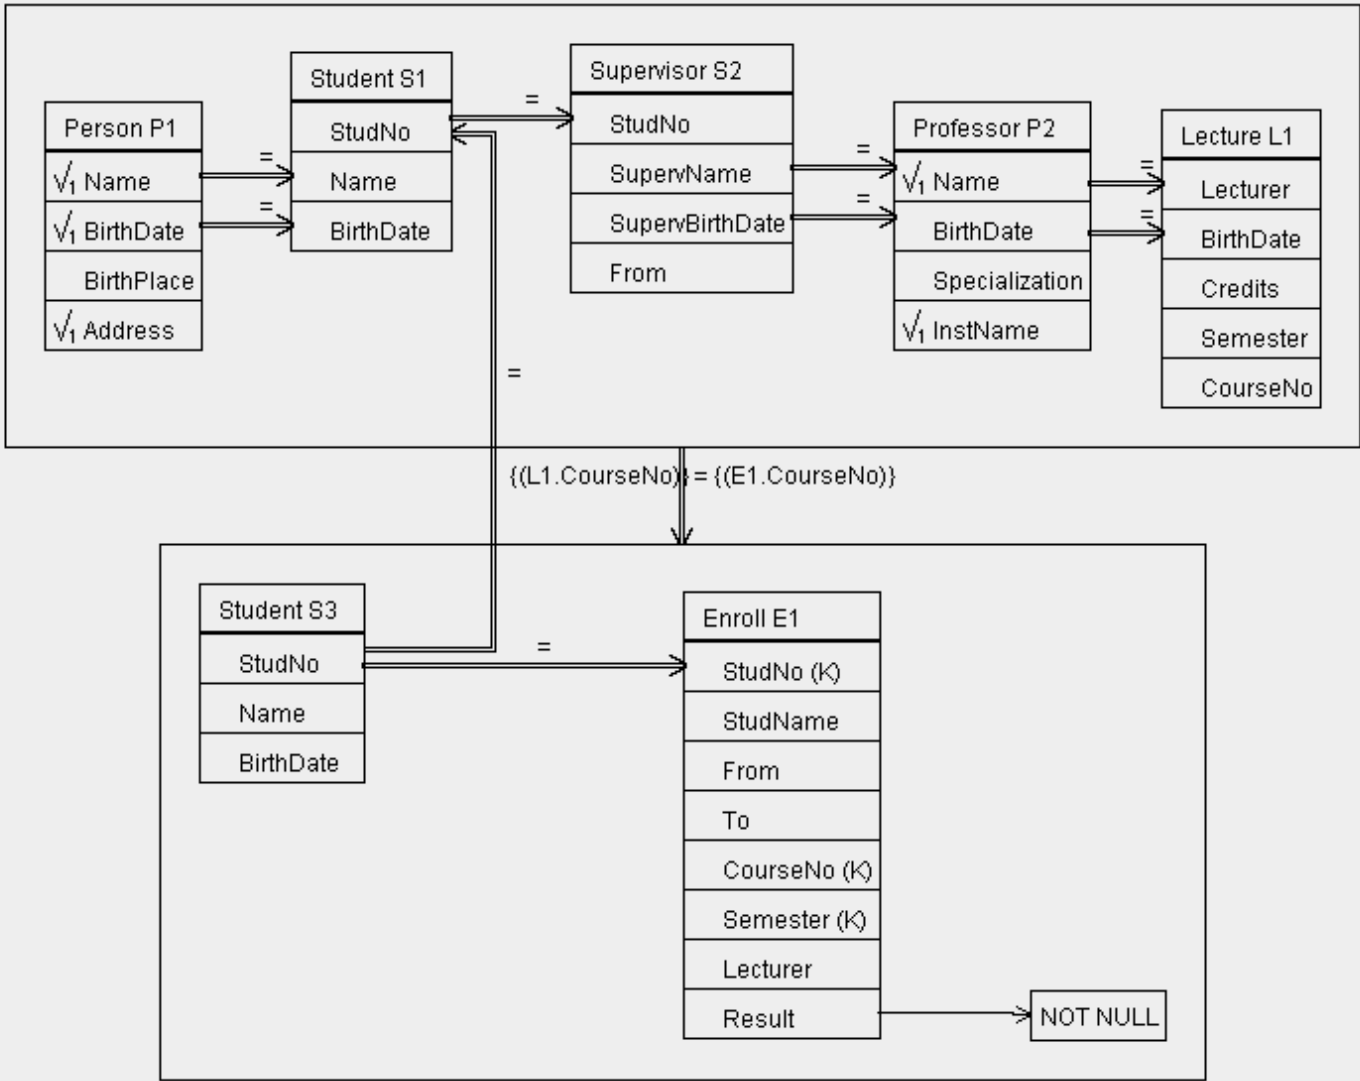 Person P1
√1 Name
√1 BirthDate
BirthPlace
√1 Address
=
=
Student S1
StudNo
Name
BirthDate
=
Supervisor S2
StudNo
SupervName
SupervBirthDate
From
=
=
Professor P2
√1 Name
BirthDate
Specialization
√1 InstName
=
=
Lecture L1
Lecturer
BirthDate
Credits
Semester
CourseNo
=
{(L1.CourseNo)} = {(E1.CourseNo)}
Student S3
StudNo
Name
BirthDate
=
Enroll E1
StudNo (K)
StudName
From
To
CourseNo (K)
Semester (K)
Lecturer
Result
NOT NULL